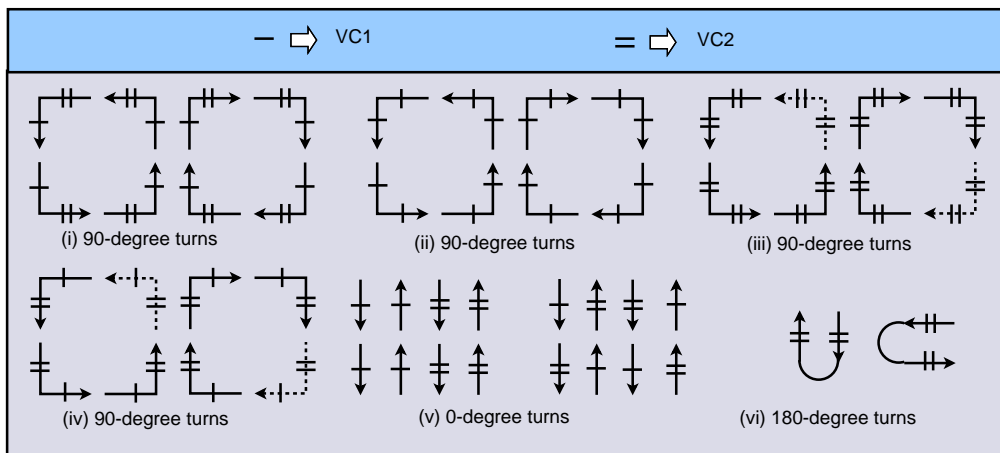 VC1
VC2
(i) 90-degree turns
(ii) 90-degree turns
(iii) 90-degree turns
(iv) 90-degree turns
(v) 0-degree turns
(vi) 180-degree turns